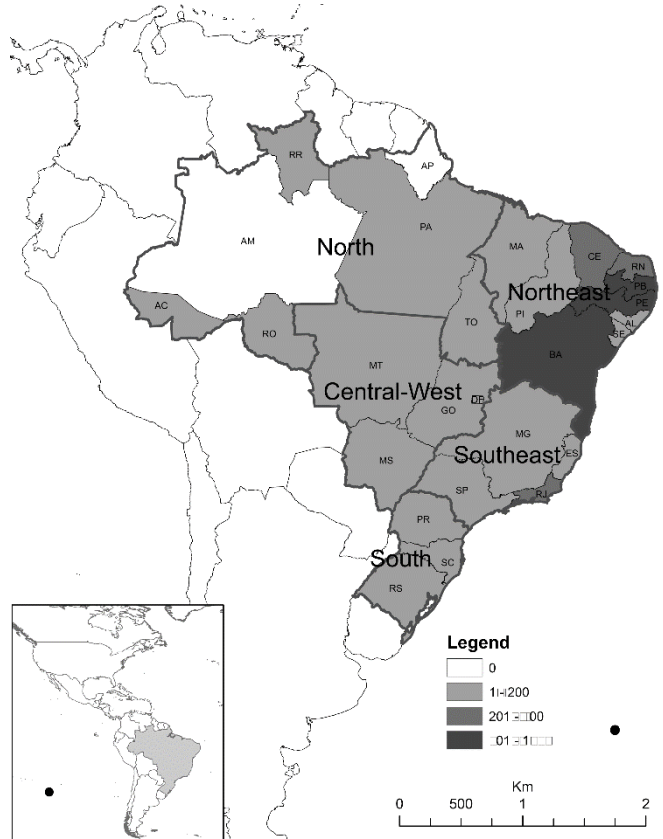 RR
AP
AM
North
PA
MA
CE
RN
Northeast
PB
PE
PI
AL
SE
AC
RO
TO
BA
MT
Central-West
GO
DF
MG
Southeast
ES
MS
SP
RJ
PR
South
SC
RS
Legend
0
Km
0 500 1 2